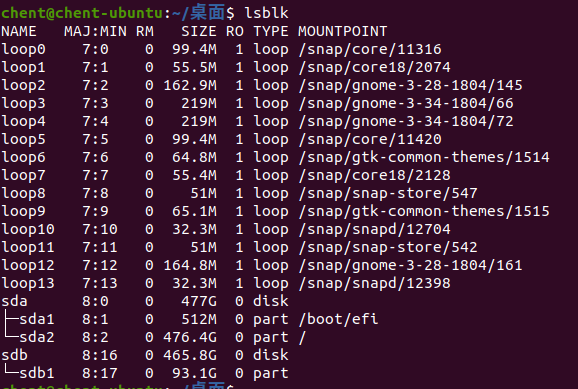 chent@chent-ubuntu:~/桌面$ lsblk
NAME   MAJ:MIN RM   SIZE RO TYPE MOUNTPOINT
loop0    7:0    0  99.4M  1 loop /snap/core/11316
loop1    7:1    0  55.5M  1 loop /snap/core18/2074
loop2    7:2    0 162.9M  1 loop /snap/gnome-3-28-1804/145
loop3    7:3    0   219M  1 loop /snap/gnome-3-34-1804/66
loop4    7:4    0   219M  1 loop /snap/gnome-3-34-1804/72
loop5    7:5    0  99.4M  1 loop /snap/core/11420
loop6    7:6    0  64.8M  1 loop /snap/gtk-common-themes/1514
loop7    7:7    0  55.4M  1 loop /snap/core18/2128
loop8    7:8    0    51M  1 loop /snap/snap-store/547
loop9    7:9    0  65.1M  1 loop /snap/gtk-common-themes/1515
loop10   7:10   0  32.3M  1 loop /snap/snapd/12704
loop11   7:11   0    51M  1 loop /snap/snap-store/542
loop12   7:12   0 164.8M  1 loop /snap/gnome-3-28-1804/161
loop13   7:13   0  32.3M  1 loop /snap/snapd/12398
sda      8:0    0   477G  0 disk
├─sda1   8:1    0   512M  0 part /boot/efi
└─sda2   8:2    0 476.4G  0 part /
sdb      8:16   0 465.8G  0 disk
└─sdb1   8:17   0  93.1G  0 part
chent@chent-ubuntu:~/桌面$